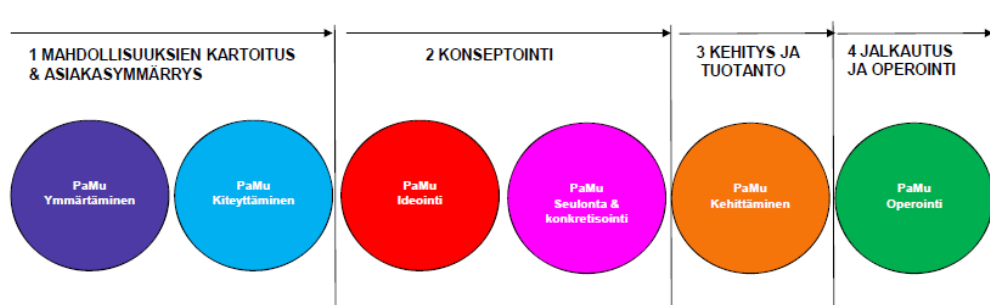 1 MAHDOLLISUUKSIEN KARTOITUS
& ASIAKASYMMÄRRYS
2 KONSEPTOINTI
3 KEHITYS JA
TUOTANTO
4 JALKAUTUS
JA OPEROINTI
PaMu
Ymmärtäminen
PaMu
Kiteyttäminen
PaMu
Ideointi
PaMu
Seulonta &
konkretisointi
PaMu
Kehittäminen
PaMu
Operointi